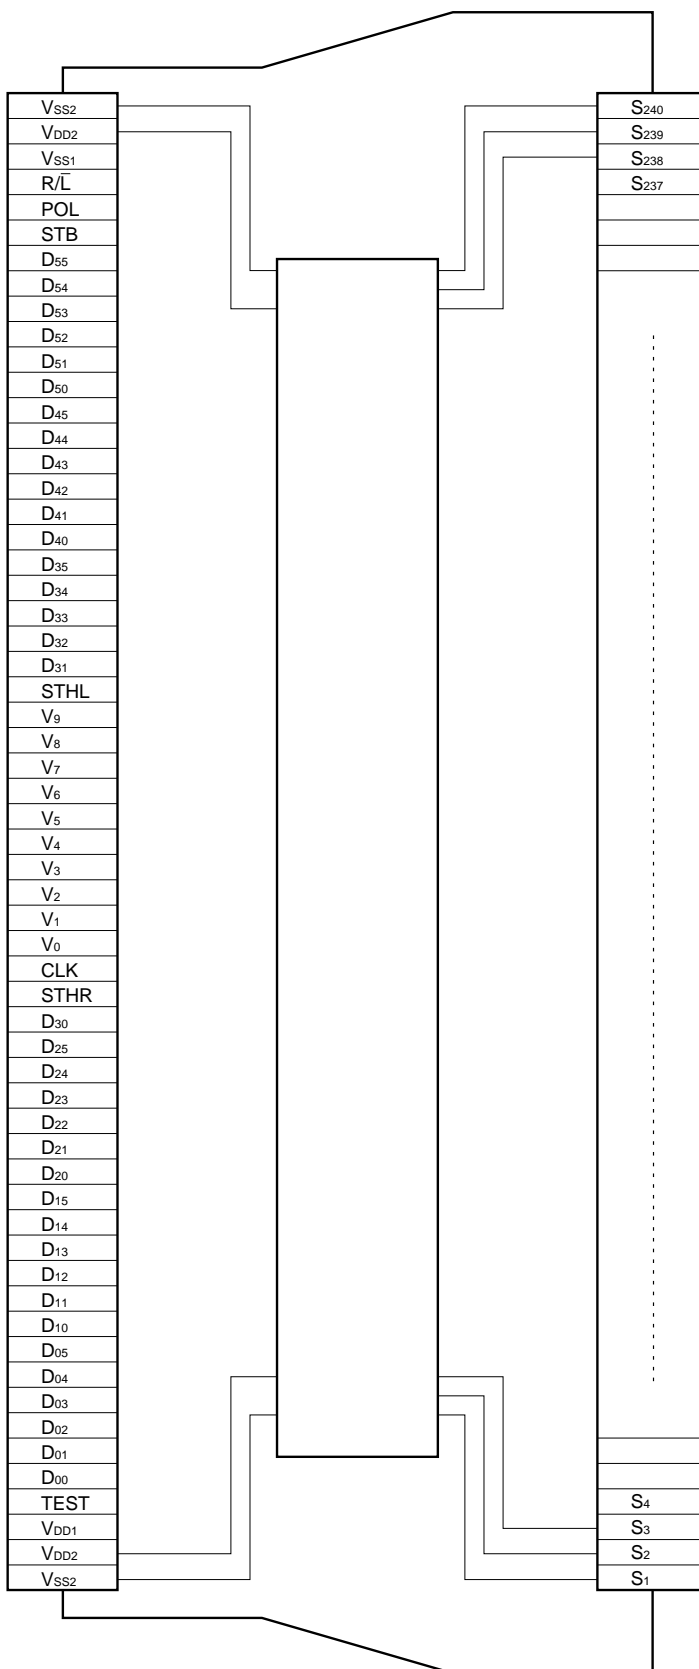 VSS2
VDD2
VSS1
R/L̅
POL
STB
D55
D54
D53
D52
D51
D50
D45
D44
D43
D42
D41
D40
D35
D34
D33
D32
D31
STHL
V9
V8
V7
V6
V5
V4
V3
V2
V1
V0
CLK
STHR
D30
D25
D24
D23
D22
D21
D20
D15
D14
D13
D12
D11
D10
D05
D04
D03
D02
D01
D00
TEST
VDD1
VDD2
VSS2
S240
S239
S238
S237
S4
S3
S2
S1